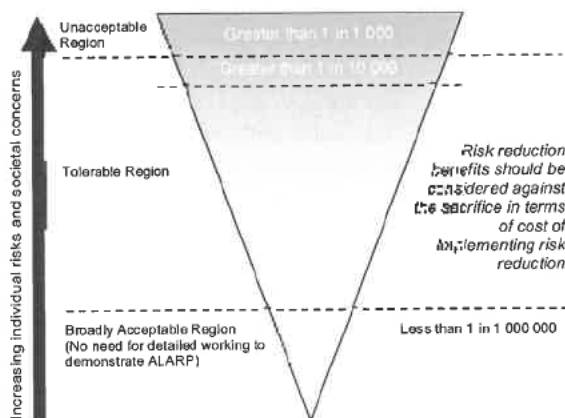 Unacceptable
Region
Greater than 1 in 1 000
Greater than 1 in 10 000
Increasing individual risks and societal concerns
Tolerable Region
Risk reduction
benefits should be
considered against
the sacrifice in terms
of cost of
implementing risk
reduction
Broadly Acceptable Region
(No need for detailed working to
demonstrate ALARP)
Less than 1 in 1 000 000